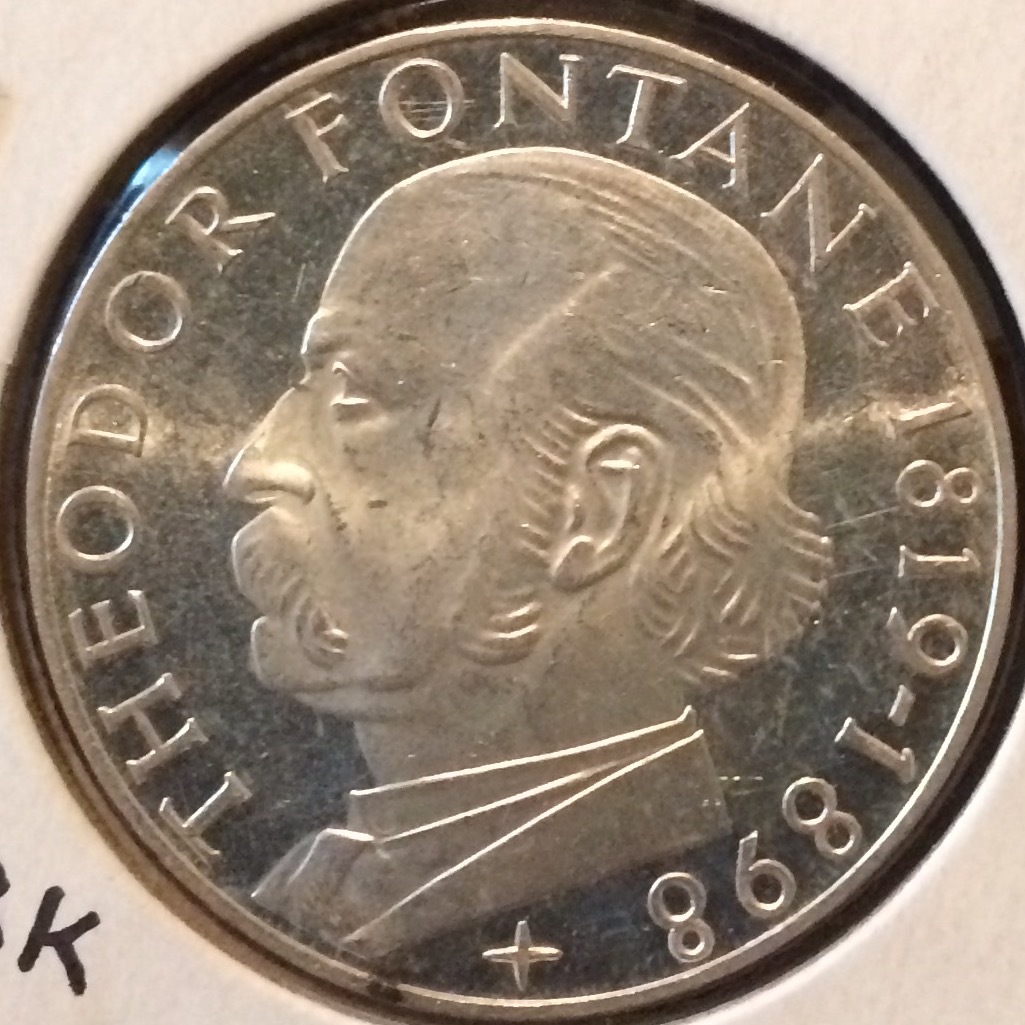 THEODOR FONTANE 1819-1898
K